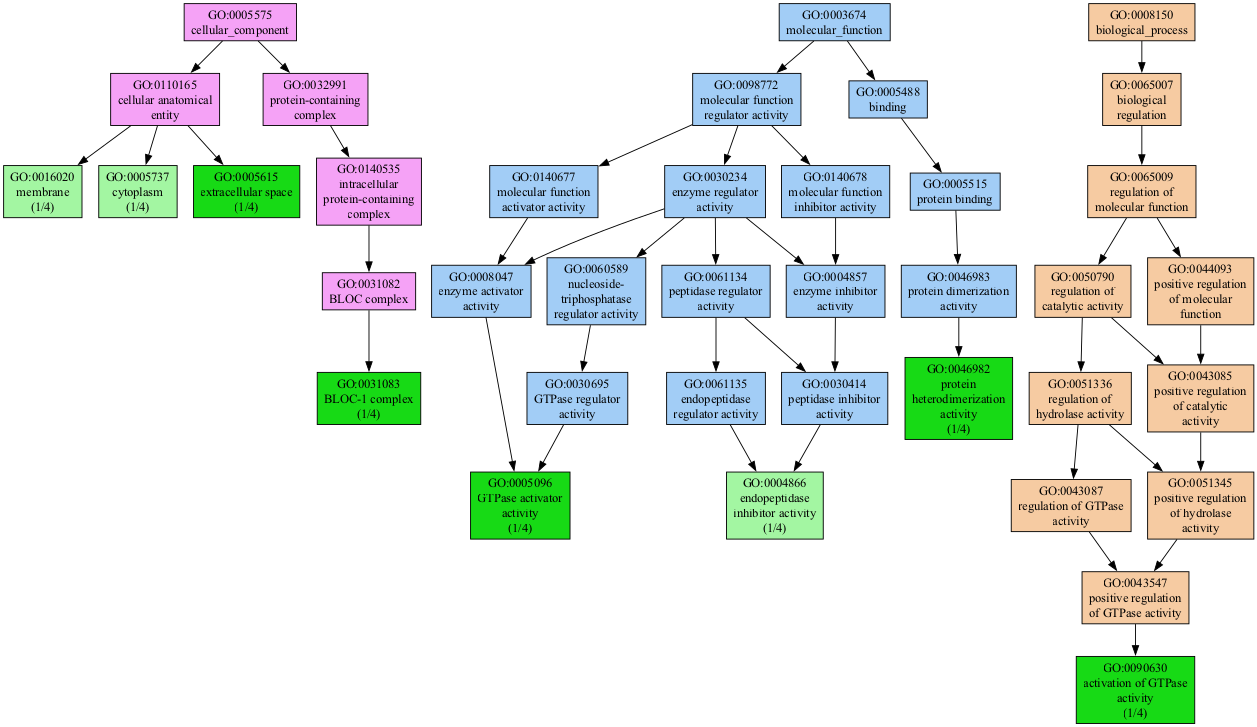 GO:0005575
cellular_component
GO:0003674
molecular_function
GO:0008150
biological_process
GO:0110165
cellular anatomical
entity
GO:0032991
protein-containing
complex
GO:0098772
molecular function
regulator activity
GO:0005488
binding
GO:0065007
biological
regulation
GO:0016020
membrane
(1/4)
GO:0005737
cytoplasm
(1/4)
GO:0005615
extracellular space
(1/4)
GO:0140535
intracellular
protein-containing
complex
GO:0140677
molecular function
activator activity
GO:0030234
enzyme regulator
activity
GO:0140678
molecular function
inhibitor activity
GO:0005515
protein binding
GO:0065009
regulation of
molecular function
GO:0031082
BLOC complex
GO:0008047
enzyme activator
activity
GO:0060589
nucleoside-
triphosphatase
regulator activity
GO:0061134
peptidase regulator
activity
GO:0004857
enzyme inhibitor
activity
GO:0046983
protein dimerization
activity
GO:0050790
regulation of
catalytic activity
GO:0044093
positive regulation
of molecular
function
GO:0031083
BLOC-1 complex
(1/4)
GO:0030695
GTPase regulator
activity
GO:0061135
endopeptidase
regulator activity
GO:0030414
peptidase inhibitor
activity
GO:0046982
protein
heterodimerization
activity
(1/4)
GO:0051336
regulation of
hydrolase activity
GO:0043085
positive regulation
of catalytic
activity
GO:0005096
GTPase activator
activity
(1/4)
GO:0004866
endopeptidase
inhibitor activity
(1/4)
GO:0043087
regulation of GTPase
activity
GO:0051345
positive regulation
of hydrolase
activity
GO:0043547
positive regulation
of GTPase activity
GO:0090630
activation of GTPase
activity
(1/4)